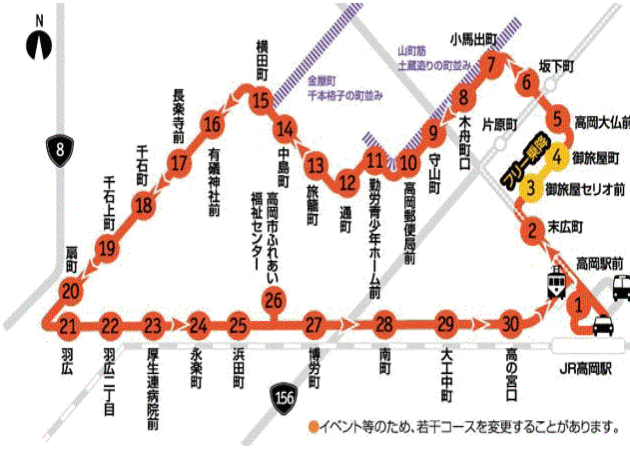 N
8
156
1
高岡駅前
2
末広町
3
御旅屋セリオ前
4
御旅屋町
フリー乗降
5
高岡大仏前
6
坂下町
7
小馬出町
8
木舟町口
9
守山町
片原町
山町筋
土蔵造りの町並み
10
高岡郵便局前
11
勤労青少年ホーム前
12
通町
13
旅籠町
14
中島町
15
横田町
金屋町
千本格子の町並み
16
有礒神社前
17
長楽寺前
18
千石町
19
千石上町
20
扇町
21
羽広
22
羽広二丁目
23
厚生連病院前
24
永楽町
25
浜田町
26
高岡市ふれあい
福祉センター
27
博労町
28
南町
29
大工中町
30
高の宮口
JR高岡駅
●イベント等のため、若干コースを変更することがあります。